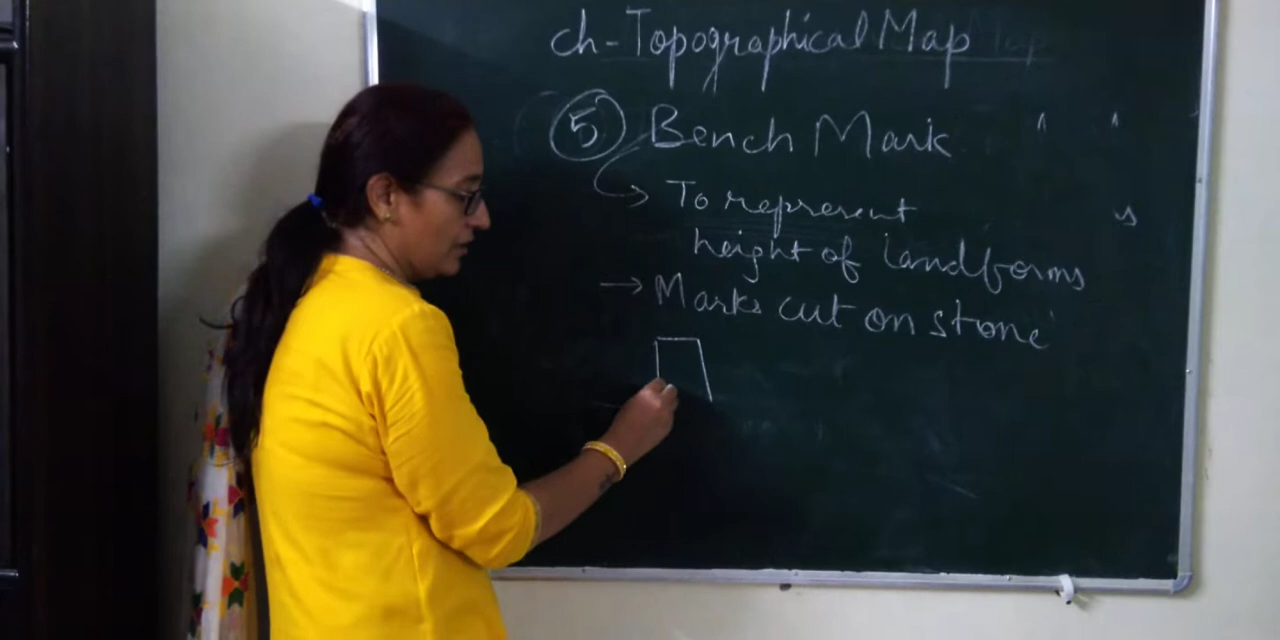 ch-Topographical Map
5 Bench Mark
To represent
height of landforms
→ Marks cut on stone